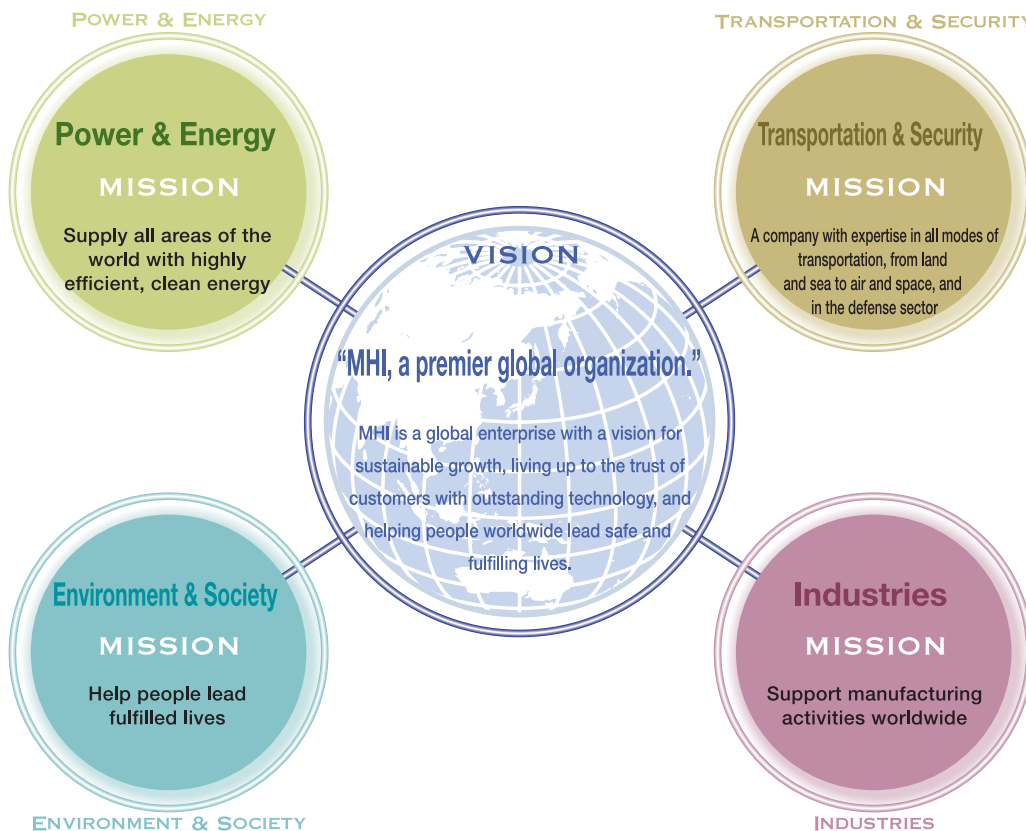 POWER & ENERGY
Power & Energy
MISSION
Supply all areas of the
world with highly
efficient, clean energy
TRANSPORTATION & SECURITY
Transportation & Security
MISSION
A company with expertise in all modes of
transportation, from land
and sea to air and space, and
in the defense sector
VISION
“MHI, a premier global organization.”
MHI is a global enterprise with a vision for
sustainable growth, living up to the trust of
customers with outstanding technology, and
helping people worldwide lead safe and
fulfilling lives.
Environment & Society
MISSION
Help people lead
fulfilled lives
ENVIRONMENT & SOCIETY
Industries
MISSION
Support manufacturing
activities worldwide
INDUSTRIES